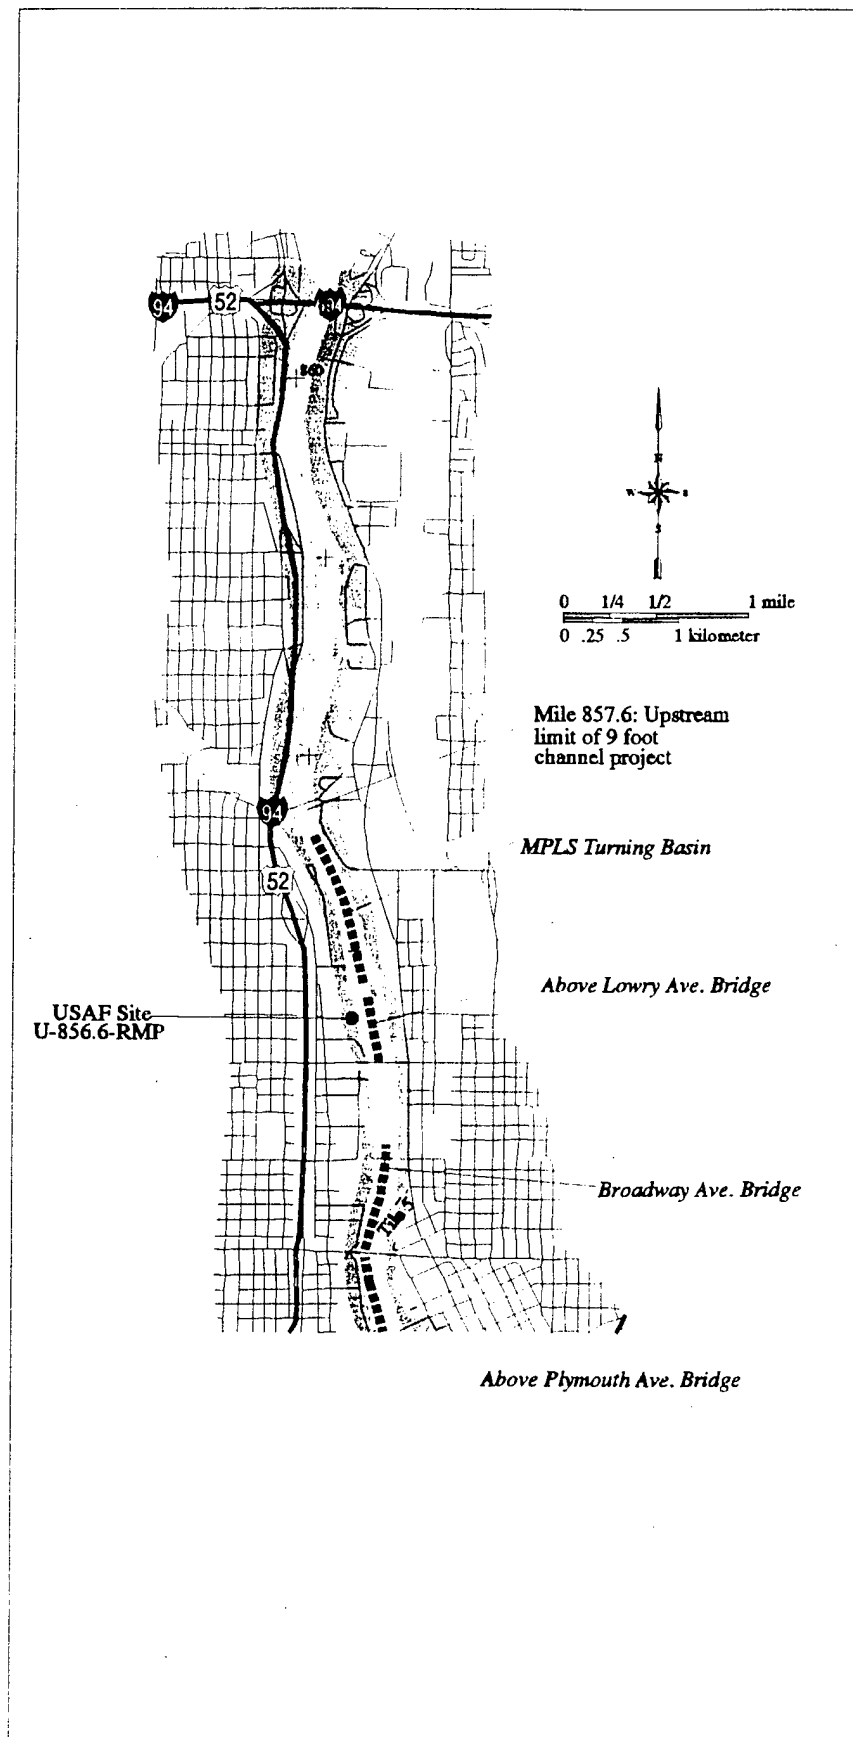 94
52
94
860
N
W
S
0 1/4 1/2 1 mile
0 .25 .5 1 kilometer
Mile 857.6: Upstream
limit of 9 foot
channel project
94
MPLS Turning Basin
52
Above Lowry Ave. Bridge
USAF Site
U-856.6-RMP
Broadway Ave. Bridge
Above Plymouth Ave. Bridge